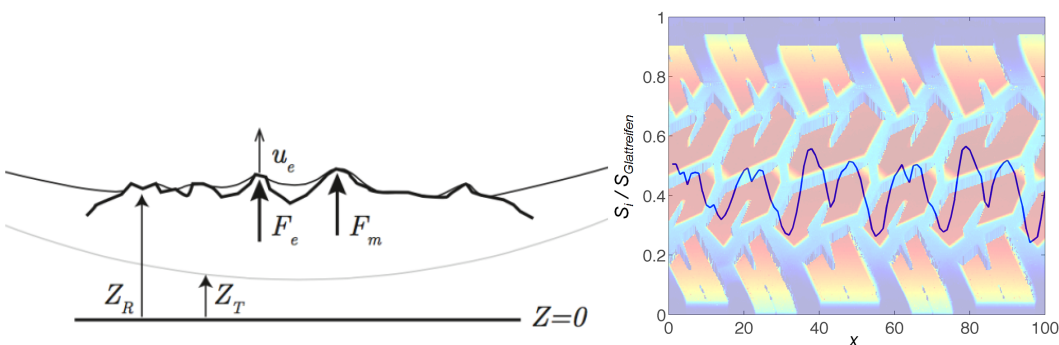 u_e
F_e
F_m
Z_R
Z_T
Z=0
S_i / S_Glattreifen
1
0.8
0.6
0.4
0.2
0
0 20 40 60 80 100
x